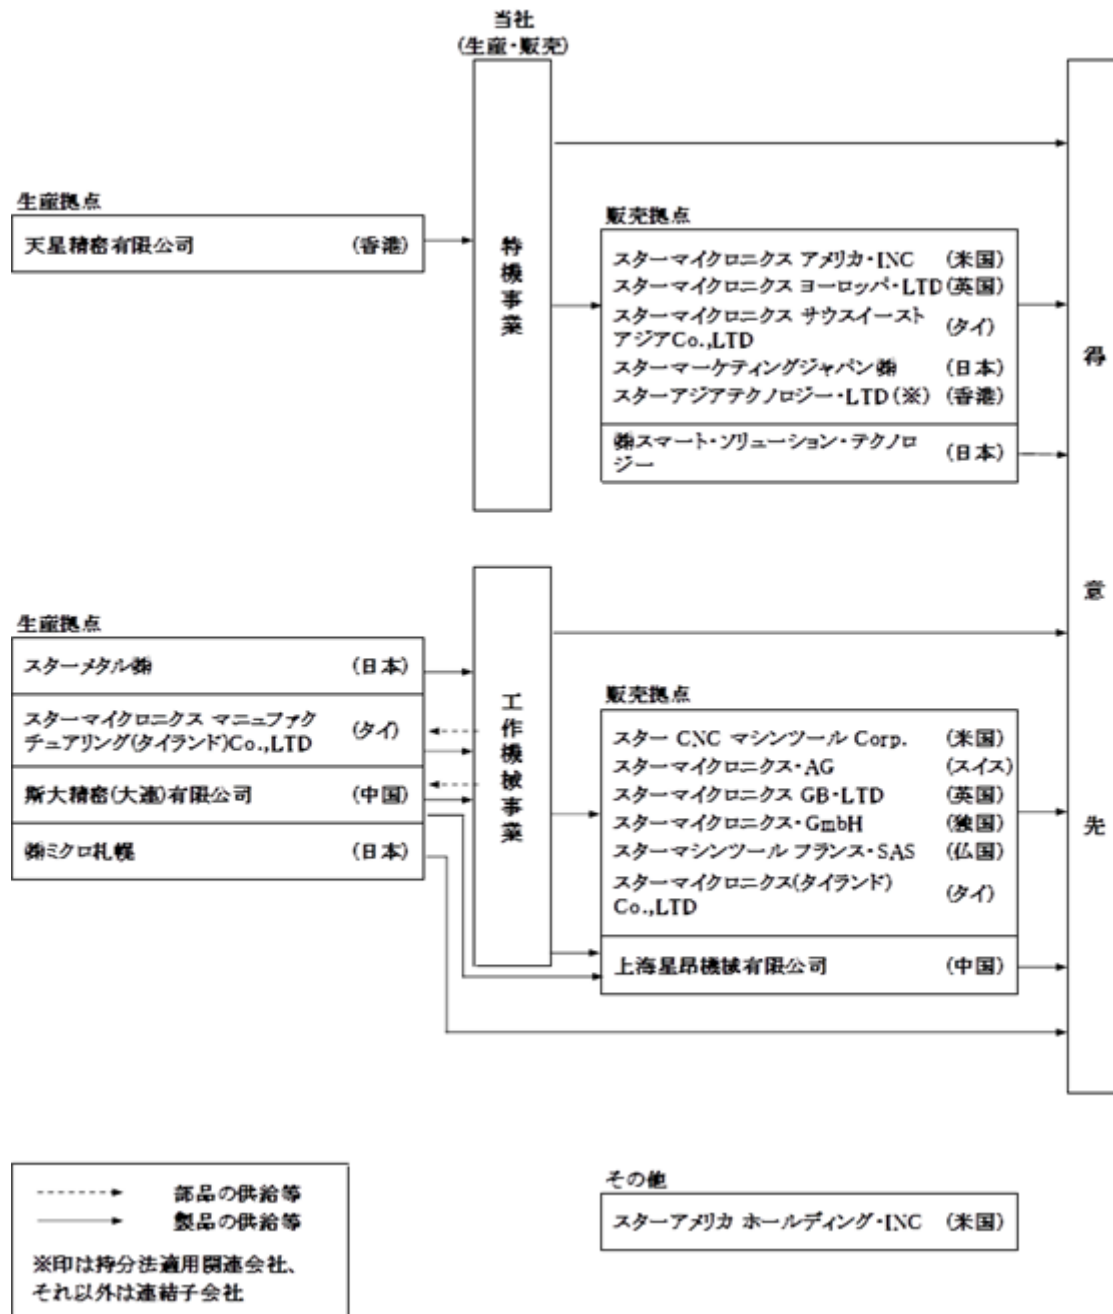 当社
(生産・販売)
生産拠点
天星精密有限公司 (香港)
特機事業
販売拠点
スターマイクロニクス アメリカ・INC (米国)
スターマイクロニクス ヨーロッパ・LTD (英国)
スターマイクロニクス サウスイースト
アジアCo.,LTD (タイ)
スターマーケティングジャパン㈱ (日本)
スターアジアテクノロジー・LTD(※) (香港)
㈱スマート・ソリューション・テクノロ
ジー (日本)
得意先
生産拠点
スターメタル㈱ (日本)
スターマイクロニクス マニュファク
チュアリング(タイランド)Co.,LTD (タイ)
斯大精密(大連)有限公司 (中国)
㈱ミクロ札幌 (日本)
工作機械事業
販売拠点
スター CNC マシンツール Corp. (米国)
スターマイクロニクス・AG (スイス)
スターマイクロニクス GB・LTD (英国)
スターマイクロニクス・GmbH (独国)
スターマシンツール フランス・SAS (仏国)
スターマイクロニクス(タイランド)
Co.,LTD (タイ)
上海星昂機械有限公司 (中国)
部品の供給等
製品の供給等
※印は持分法適用関連会社、
それ以外は連結子会社
その他
スターアメリカ ホールディング・INC (米国)